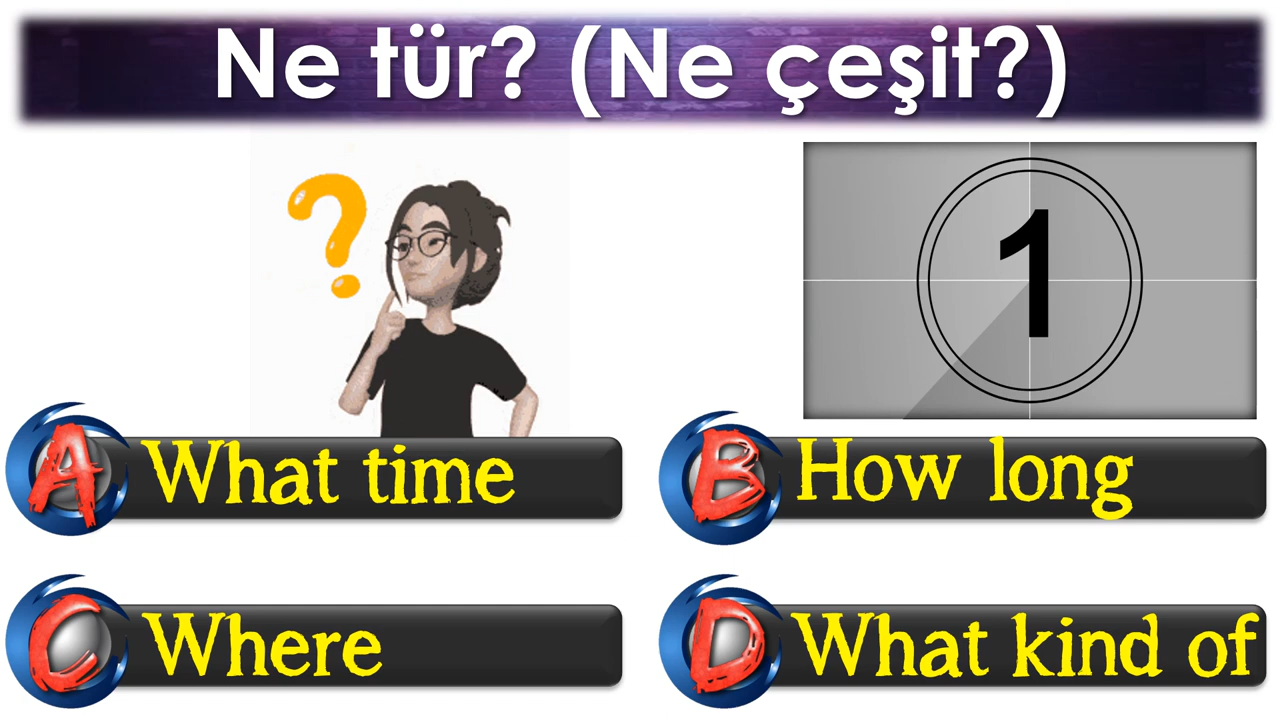 Ne tür? (Ne çeşit?)
?
1
A What time
B How long
C Where
D What kind of